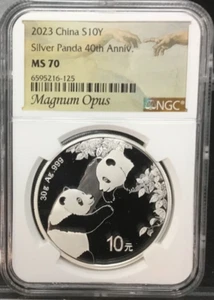 2023 China S10Y
Silver Panda 40th Anniv.
MS 70
6595216-125
Magnum Opus
NGC
30g Ag.999
10元